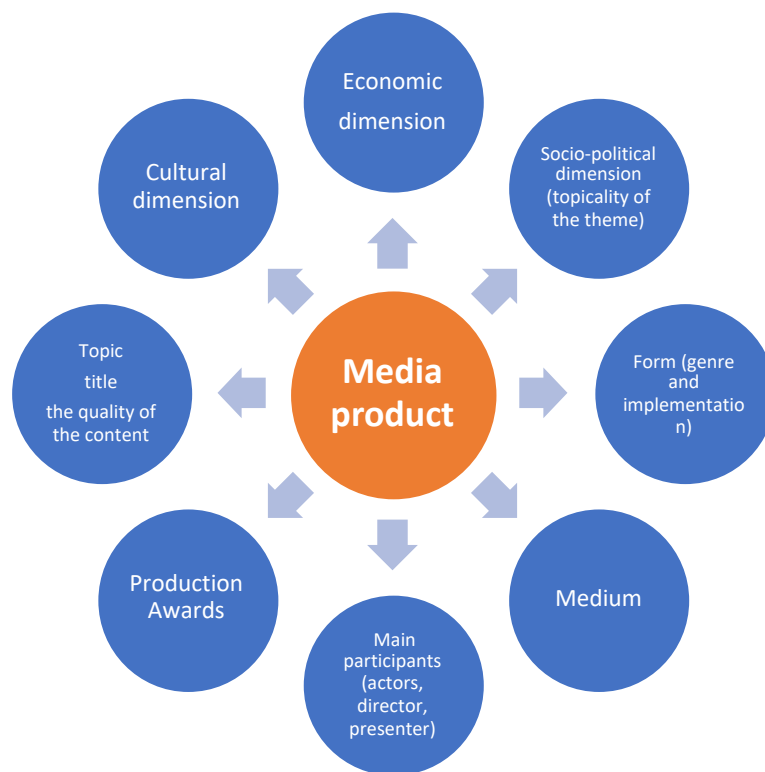 Economic
dimension
Socio-political
dimension
(topicality of
the theme)
Cultural
dimension
Topic
title
the quality of
the content
Media
product
Form (genre
and
implementatio
n)
Production
Awards
Medium
Main
participants
(actors,
director,
presenter)